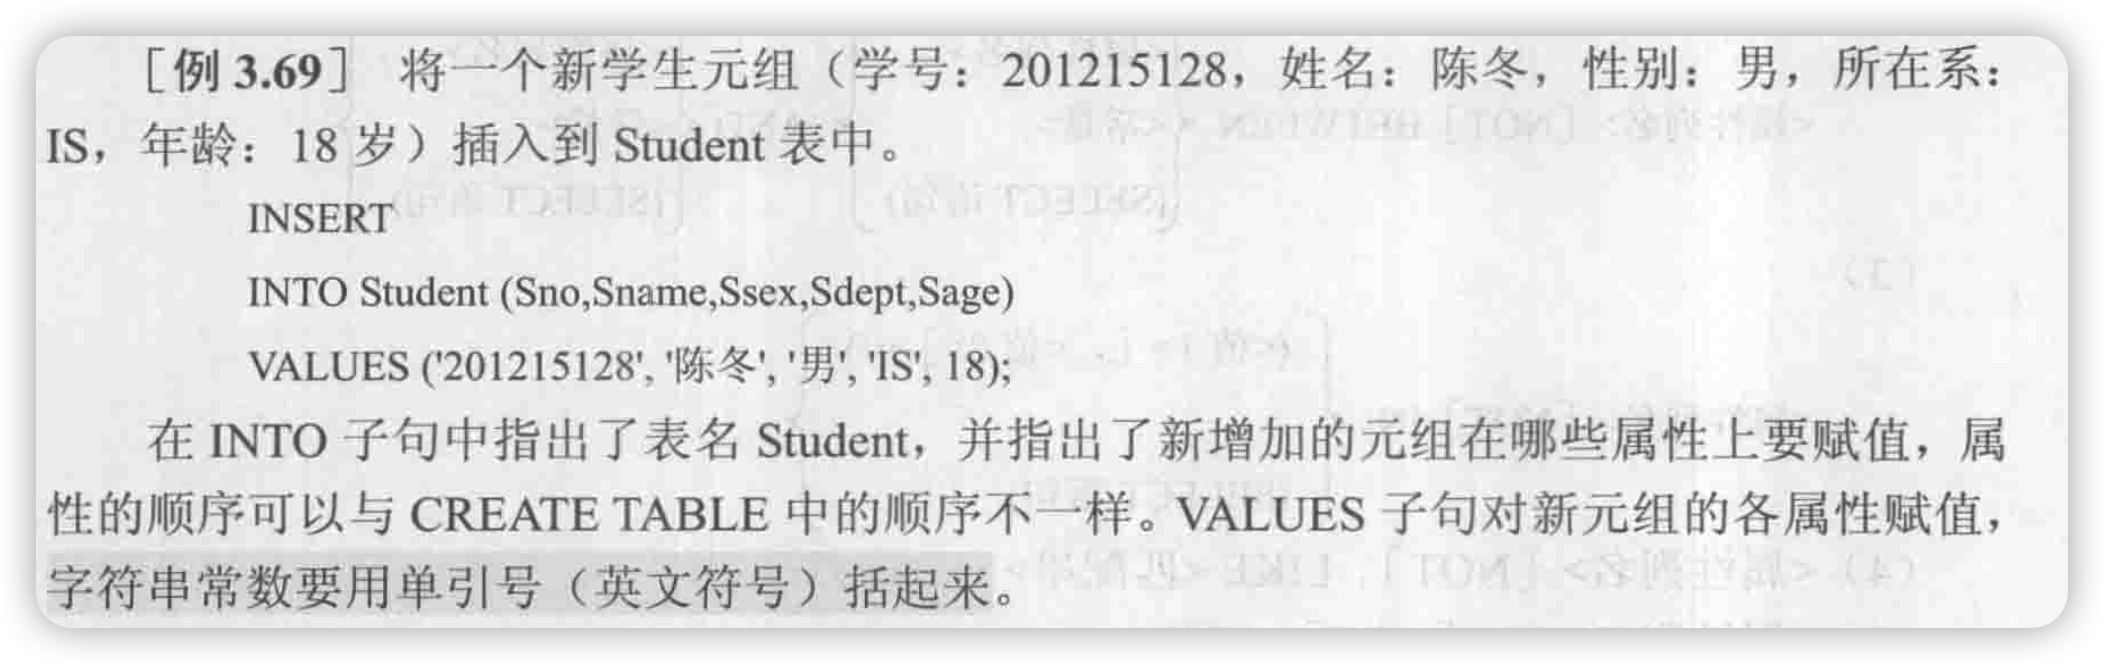 [例 3.69] 将一个新学生元组（学号：201215128，姓名：陈冬，性别：男，所在系：
IS，年龄：18 岁）插入到 Student 表中。
INSERT
INTO Student (Sno,Sname,Ssex,Sdept,Sage)
VALUES ('201215128', '陈冬', '男', 'IS', 18);
在 INTO 子句中指出了表名 Student，并指出了新增加的元组在哪些属性上要赋值，属
性的顺序可以与 CREATE TABLE 中的顺序不一样。VALUES 子句对新元组的各属性赋值，
字符串常数要用单引号（英文符号）括起来。